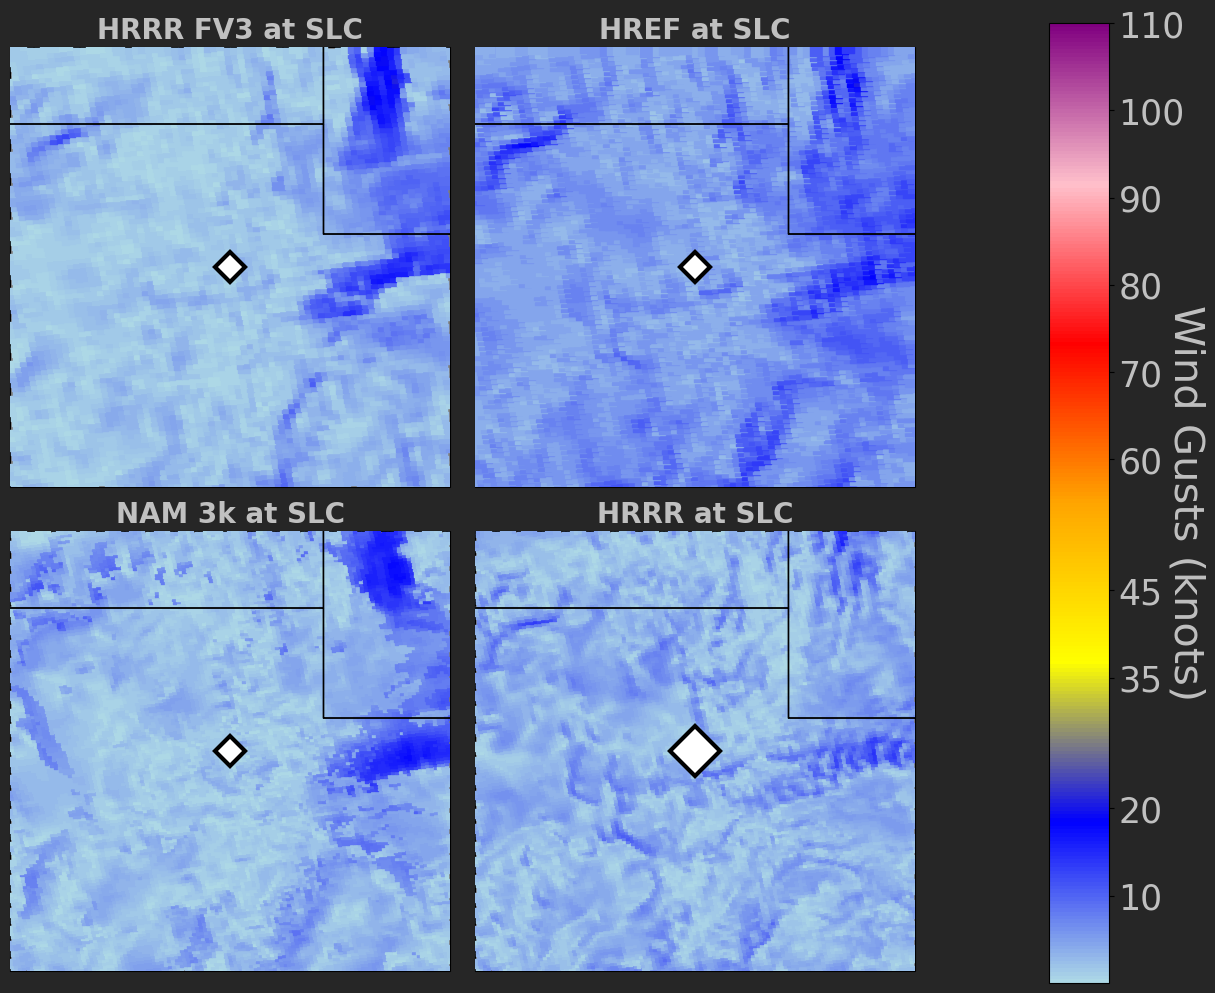 HRRR FV3 at SLC
HREF at SLC
NAM 3k at SLC
HRRR at SLC
110
100
90
80
70
60
45
35
20
10
Wind Gusts (knots)